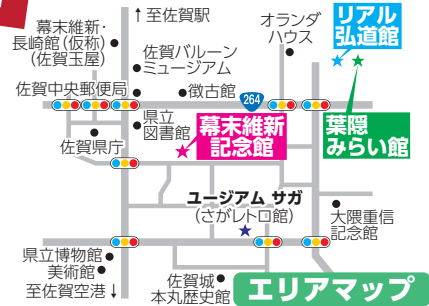 ↑至佐賀駅
幕末維新・
長崎館(仮称)
(佐賀玉屋)
佐賀バルーン
ミュージアム
オランダ
ハウス
リアル
弘道館
佐賀中央郵便局
徴古館
264
県立
図書館
幕末維新
記念館
葉隠
みらい館
佐賀県庁
ユージアム サガ
(さがレトロ館)
大隈重信
記念館
県立博物館
美術館
至佐賀空港↓
佐賀城
本丸歴史館
エリアマップ